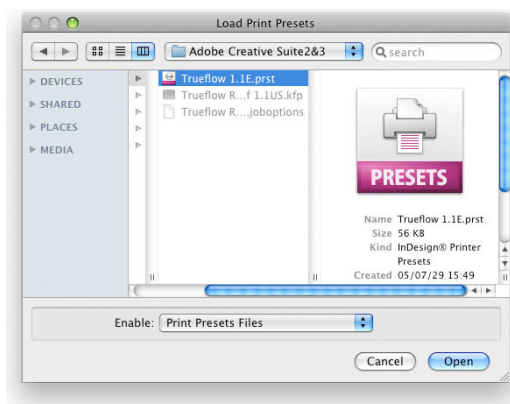 Load Print Presets
Adobe Creative Suite2&3
search
DEVICES
SHARED
PLACES
MEDIA
Trueflow 1.1E.prst
Trueflow R...f 1.1US.kfp
Trueflow R....joboptions
PRESETS
Name Trueflow 1.1E.prst
Size 56 KB
Kind InDesign® Printer
Presets
Created 05/07/29 15:49
Enable: Print Presets Files
Cancel
Open